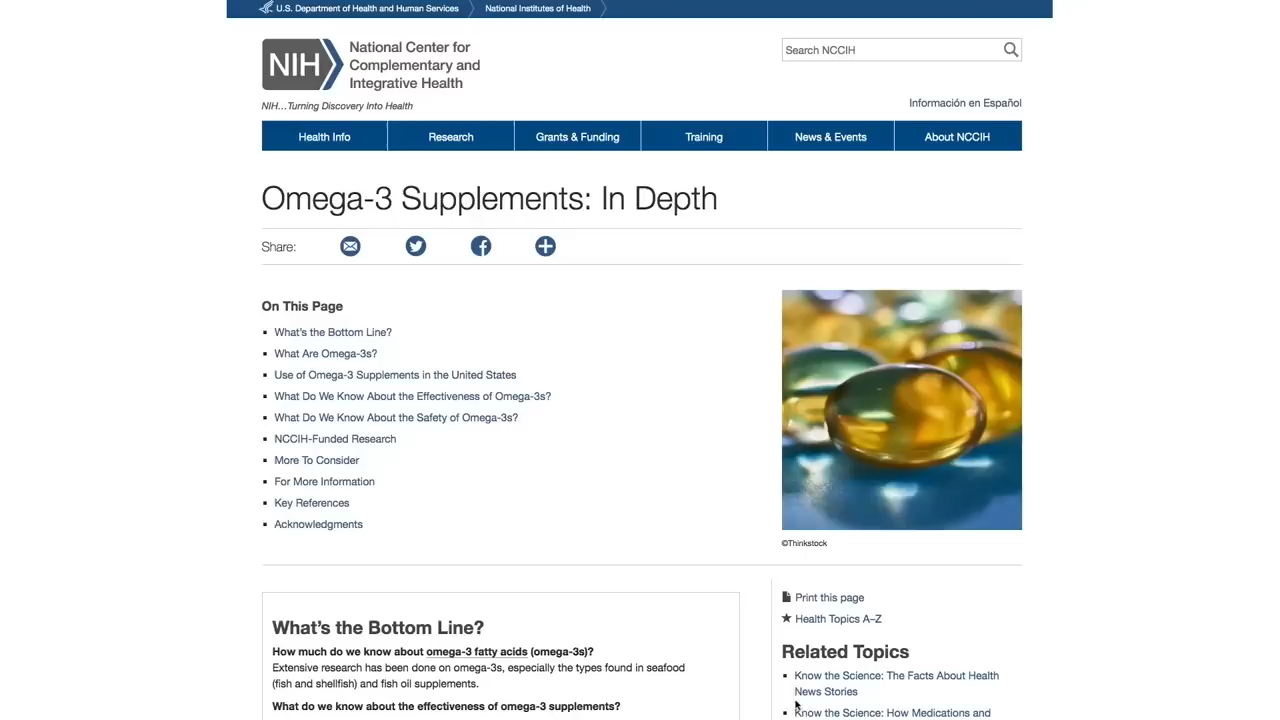 U.S. Department of Health and Human Services
National Institutes of Health
NIH
National Center for
Complementary and
Integrative Health
NIH…Turning Discovery Into Health
Search NCCIH
Información en Español
Health Info
Research
Grants & Funding
Training
News & Events
About NCCIH
Omega-3 Supplements: In Depth
Share:
On This Page
What's the Bottom Line?
What Are Omega-3s?
Use of Omega-3 Supplements in the United States
What Do We Know About the Effectiveness of Omega-3s?
What Do We Know About the Safety of Omega-3s?
NCCIH-Funded Research
More To Consider
For More Information
Key References
Acknowledgments
©Thinkstock
What's the Bottom Line?
How much do we know about omega-3 fatty acids (omega-3s)?
Extensive research has been done on omega-3s, especially the types found in seafood
(fish and shellfish) and fish oil supplements.
What do we know about the effectiveness of omega-3 supplements?
Print this page
Health Topics A–Z
Related Topics
Know the Science: The Facts About Health
News Stories
Know the Science: How Medications and